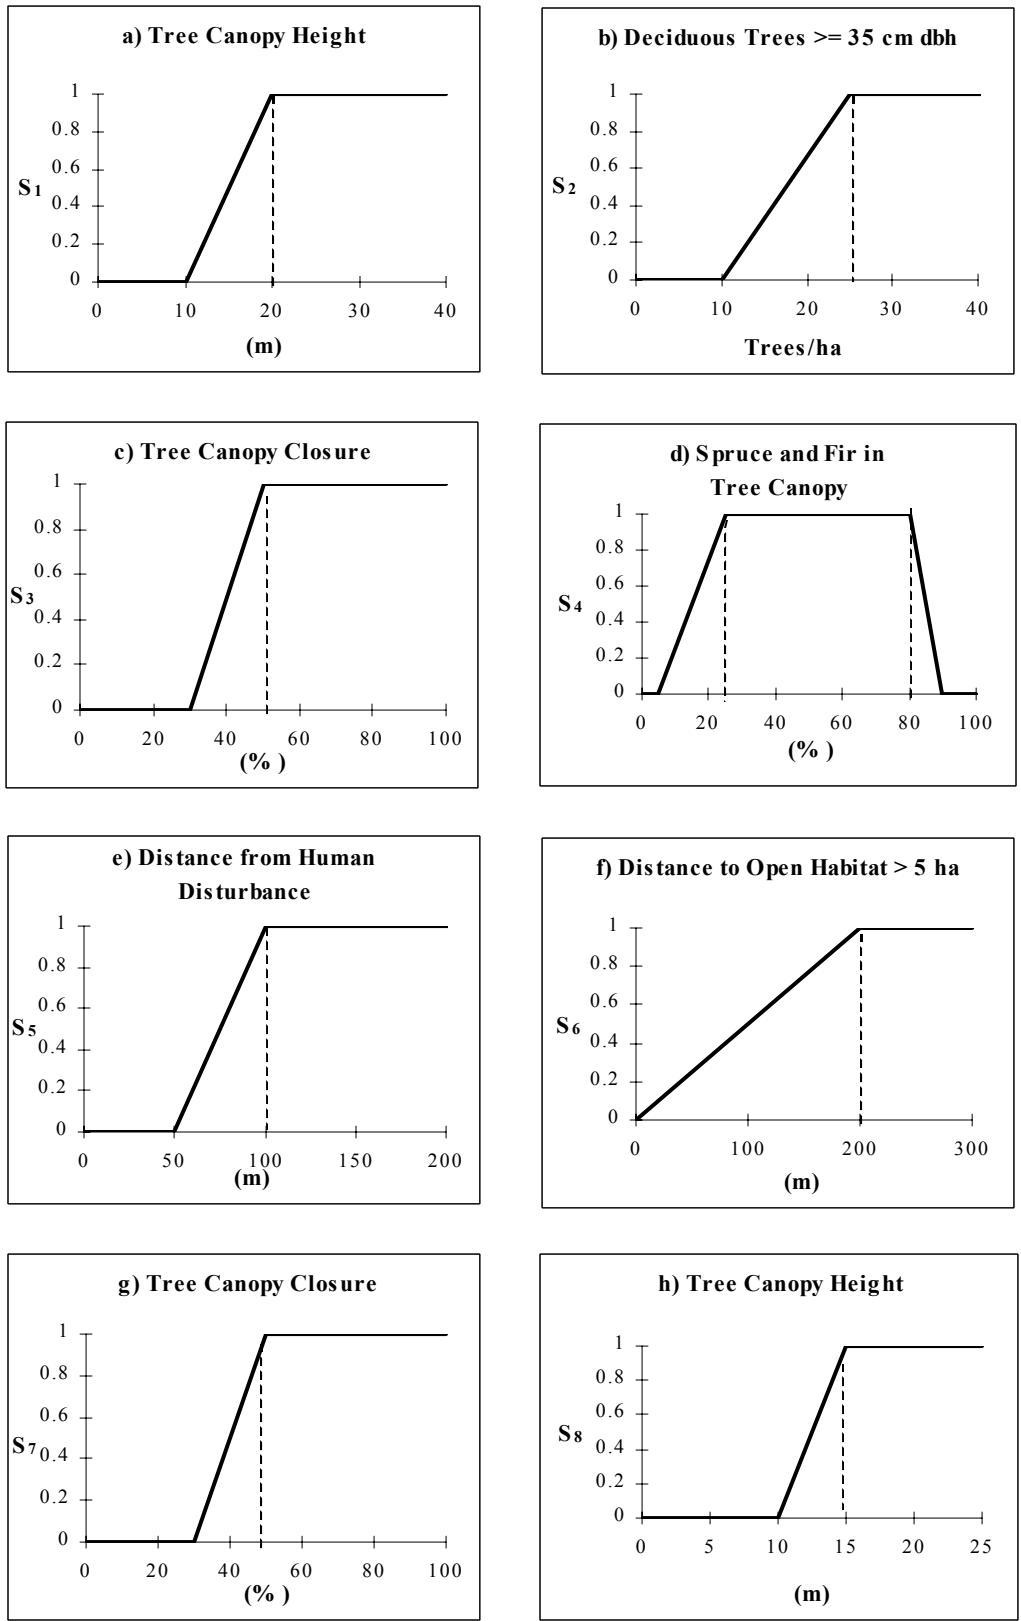 a) Tree Canopy Height
1
0.8
0.6
S1
0.4
0.2
0
0 10 20 30 40
(m)
b) Deciduous Trees >= 35 cm dbh
1
0.8
0.6
S2
0.4
0.2
0
0 10 20 30 40
Trees/ha
c) Tree Canopy Closure
1
0.8
0.6
S3
0.4
0.2
0
0 20 40 60 80 100
(% )
d) Spruce and Fir in
Tree Canopy
1
0.8
0.6
S4
0.4
0.2
0
0 20 40 60 80 100
(% )
e) Distance from Human
Disturbance
1
0.8
0.6
S5
0.4
0.2
0
0 50 100 150 200
(m)
f) Distance to Open Habitat > 5 ha
1
0.8
0.6
S6
0.4
0.2
0
0 100 200 300
(m)
g) Tree Canopy Closure
1
0.8
0.6
S7
0.4
0.2
0
0 20 40 60 80 100
(% )
h) Tree Canopy Height
1
0.8
0.6
S8
0.4
0.2
0
0 5 10 15 20 25
(m)